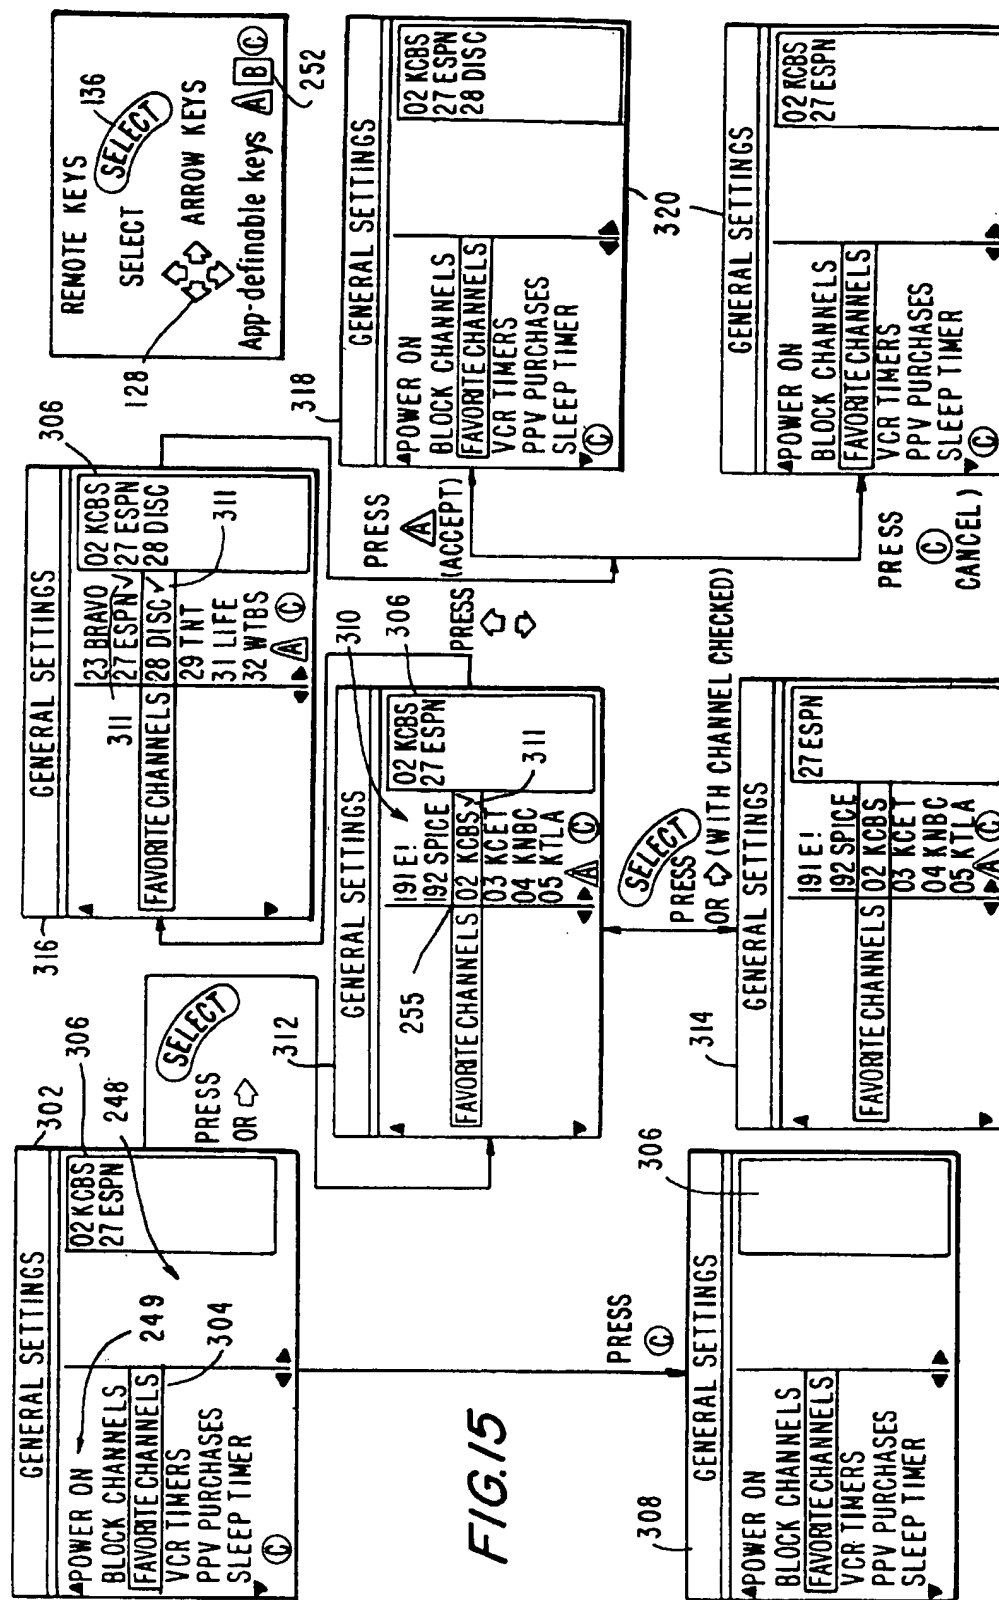 GENERAL SETTINGS
302
POWER ON
BLOCK CHANNELS
FAVORITE CHANNELS
VCR TIMERS
PPV PURCHASES
SLEEP TIMER
Ⓒ
249
304
248
02 KCBS
27 ESPN
306
PRESS SELECT
OR
PRESS Ⓒ
308
GENERAL SETTINGS
POWER ON
BLOCK CHANNELS
FAVORITE CHANNELS
VCR TIMERS
PPV PURCHASES
SLEEP TIMER
306
FIG.15
316
GENERAL SETTINGS
FAVORITE CHANNELS
23 BRAVO
27 ESPN✓
28 DISC✓
29 TNT
31 LIFE
32 WTBS
A Ⓒ
311
311
02 KCBS
27 ESPN
28 DISC
306
312
GENERAL SETTINGS
255
FAVORITE CHANNELS
191 E!
192 SPICE
02 KCBS✓
03 KCET
04 KNBC
05 KTLA
A Ⓒ
310
02 KCBS
27 ESPN
306
311
PRESS
PRESS SELECT
OR (WITH CHANNEL CHECKED)
314
GENERAL SETTINGS
FAVORITE CHANNELS
191 E!
192 SPICE
02 KCBS
03 KCET
04 KNBC
05 KTLA
A Ⓒ
27 ESPN
REMOTE KEYS
SELECT SELECT 136
128 ARROW KEYS
App-definable keys A B Ⓒ
252
318
GENERAL SETTINGS
POWER ON
BLOCK CHANNELS
FAVORITE CHANNELS
VCR TIMERS
PPV PURCHASES
SLEEP TIMER
Ⓒ
02 KCBS
27 ESPN
28 DISC
PRESS
A
(ACCEPT)
320
GENERAL SETTINGS
POWER ON
BLOCK CHANNELS
FAVORITE CHANNELS
VCR TIMERS
PPV PURCHASES
SLEEP TIMER
Ⓒ
02 KCBS
27 ESPN
PRESS
Ⓒ
CANCEL)